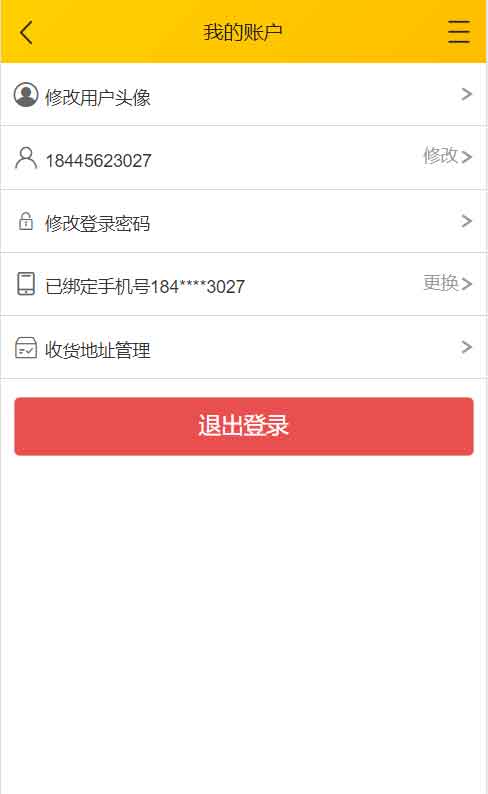 我的账户
修改用户头像
18445623027 修改
修改登录密码
已绑定手机号184****3027 更换
收货地址管理
退出登录